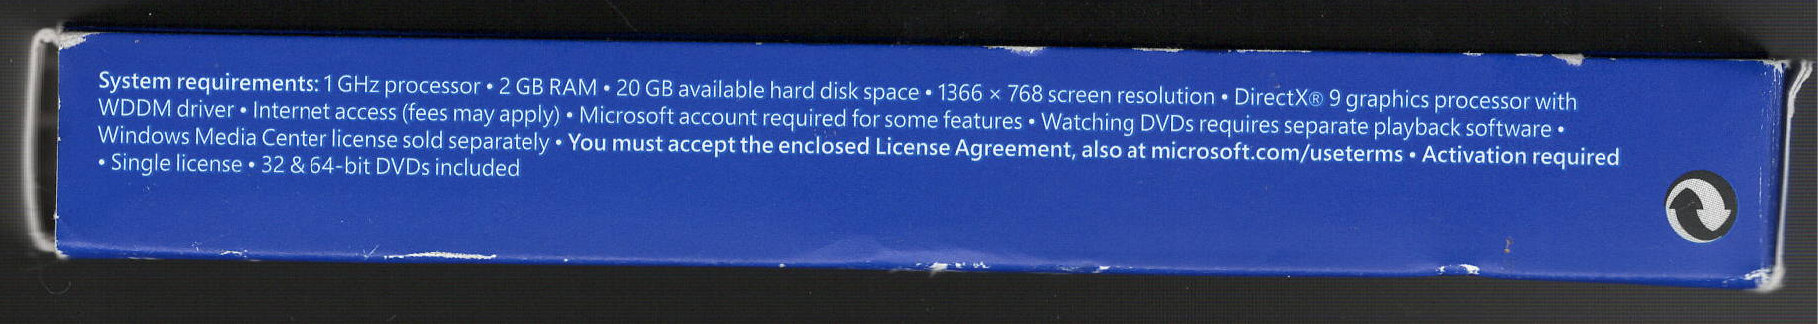 System requirements: 1 GHz processor • 2 GB RAM • 20 GB available hard disk space • 1366 × 768 screen resolution • DirectX® 9 graphics processor with
WDDM driver • Internet access (fees may apply) • Microsoft account required for some features • Watching DVDs requires separate playback software •
Windows Media Center license sold separately • You must accept the enclosed License Agreement, also at microsoft.com/useterms • Activation required
• Single license • 32 & 64-bit DVDs included